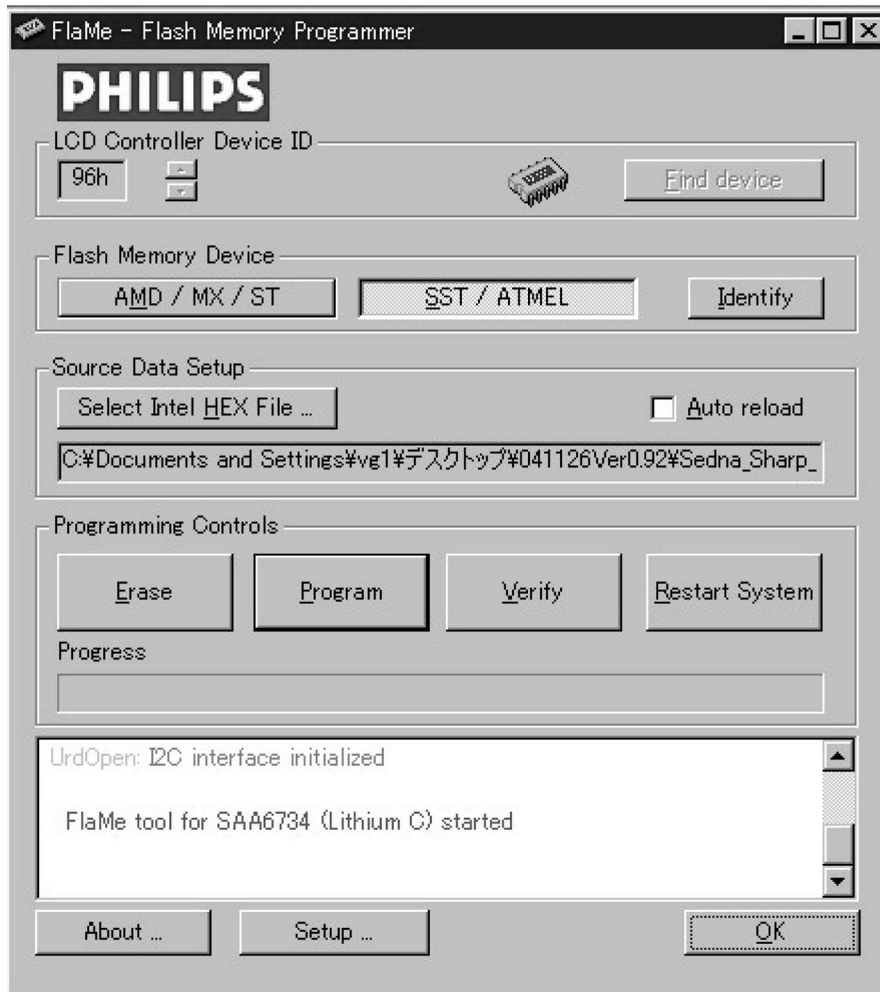 FlaMe - Flash Memory Programmer
PHILIPS
LCD Controller Device ID
96h
Find device
Flash Memory Device
AMD / MX / ST
SST / ATMEL
Identify
Source Data Setup
Select Intel HEX File ...
Auto reload
C:¥Documents and Settings¥vg1¥デスクトップ¥041126Ver0.92¥Sedna_Sharp_
Programming Controls
Erase
Program
Verify
Restart System
Progress
UrdOpen: I2C interface initialized
FlaMe tool for SAA6734 (Lithium C) started
About ...
Setup ...
OK